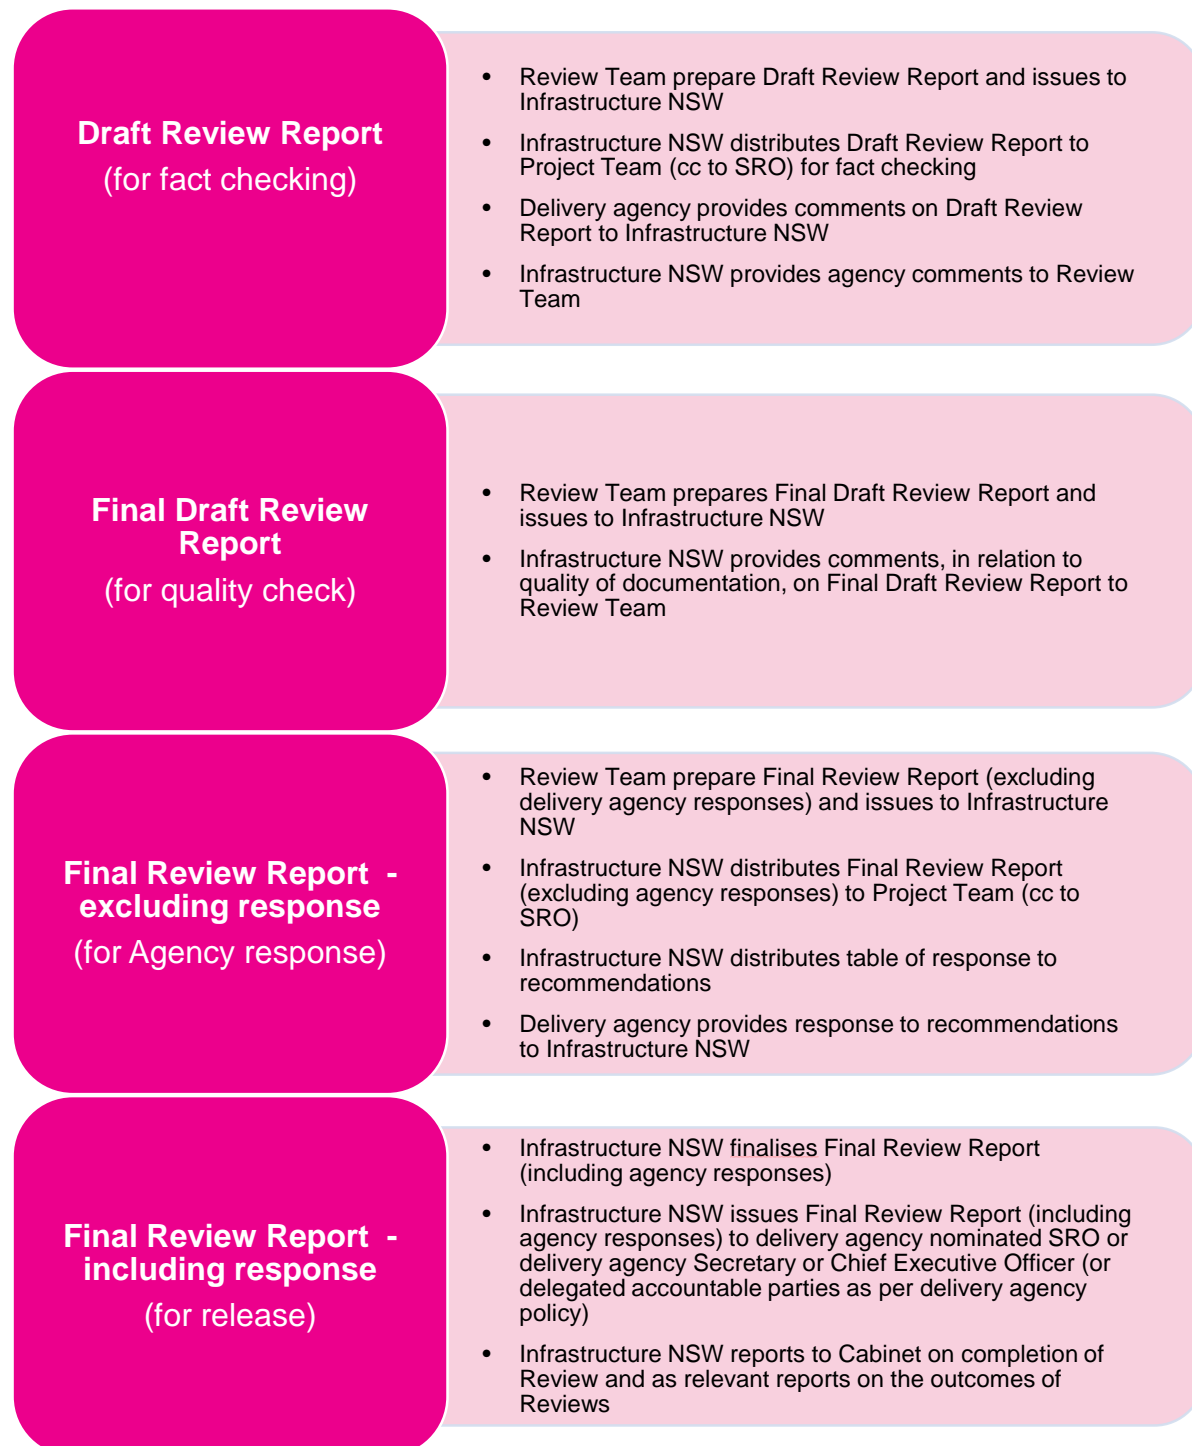 Draft Review Report
(for fact checking)
• Review Team prepare Draft Review Report and issues to
Infrastructure NSW
• Infrastructure NSW distributes Draft Review Report to
Project Team (cc to SRO) for fact checking
• Delivery agency provides comments on Draft Review
Report to Infrastructure NSW
• Infrastructure NSW provides agency comments to Review
Team
Final Draft Review
Report
(for quality check)
• Review Team prepares Final Draft Review Report and
issues to Infrastructure NSW
• Infrastructure NSW provides comments, in relation to
quality of documentation, on Final Draft Review Report to
Review Team
Final Review Report  -
excluding response
(for Agency response)
• Review Team prepare Final Review Report (excluding
delivery agency responses) and issues to Infrastructure
NSW
• Infrastructure NSW distributes Final Review Report
(excluding agency responses) to Project Team (cc to
SRO)
• Infrastructure NSW distributes table of response to
recommendations
• Delivery agency provides response to recommendations
to Infrastructure NSW
Final Review Report  -
including response
(for release)
• Infrastructure NSW finalises Final Review Report
(including agency responses)
• Infrastructure NSW issues Final Review Report (including
agency responses) to delivery agency nominated SRO or
delivery agency Secretary or Chief Executive Officer (or
delegated accountable parties as per delivery agency
policy)
• Infrastructure NSW reports to Cabinet on completion of
Review and as relevant reports on the outcomes of
Reviews